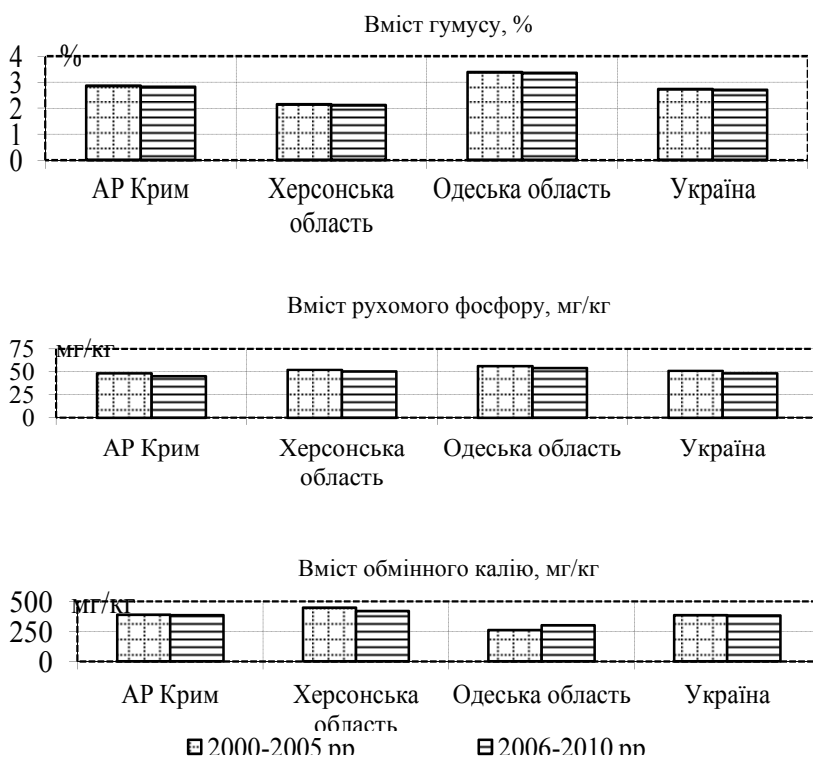 Вміст гумусу, %
%
4
3
2
1
0
АР Крим
Херсонська
область
Одеська область
Україна
Вміст рухомого фосфору, мг/кг
мг/кг
75
50
25
0
АР Крим
Херсонська
область
Одеська область
Україна
Вміст обмінного калію, мг/кг
мг/кг
500
250
0
АР Крим
Херсонська
область
Одеська область
Україна
2000-2005 рр
2006-2010 рр